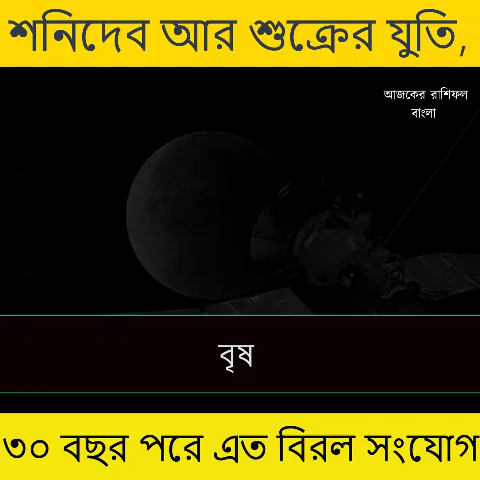 শনিদেব আর শুক্রের যুতি,
আজকের রাশিফল
বাংলা
বৃষ
৩০ বছর পরে এত বিরল সংযোগ